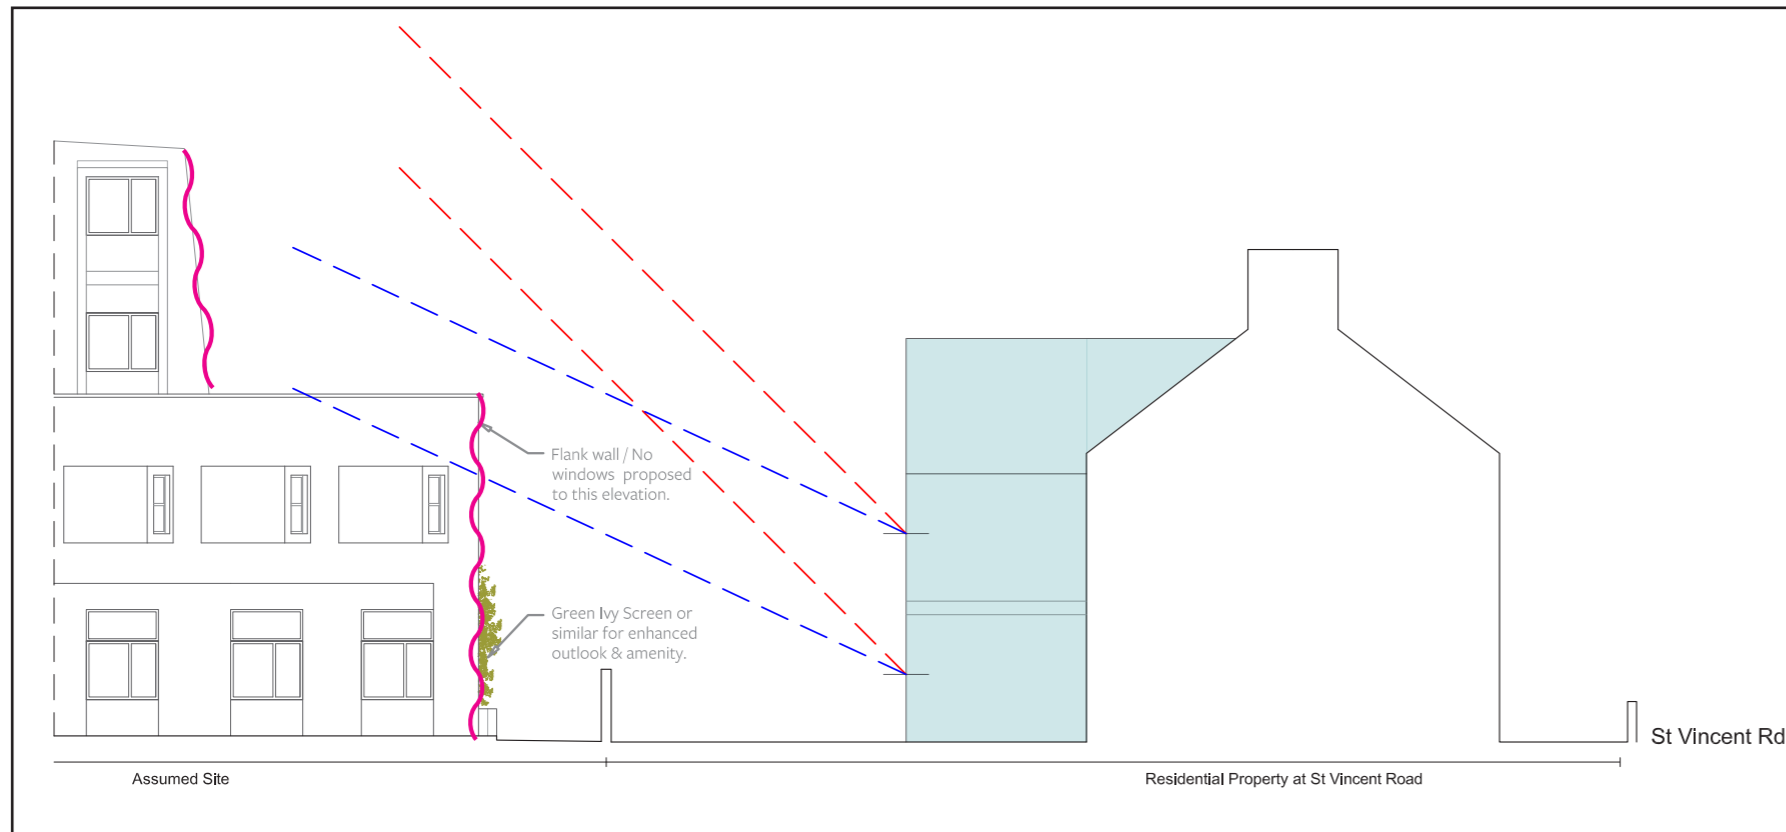 Flank wall / No
windows proposed
to this elevation.
Green Ivy Screen or
similar for enhanced
outlook & amenity.
St Vincent Rd
Assumed Site
Residential Property at St Vincent Road